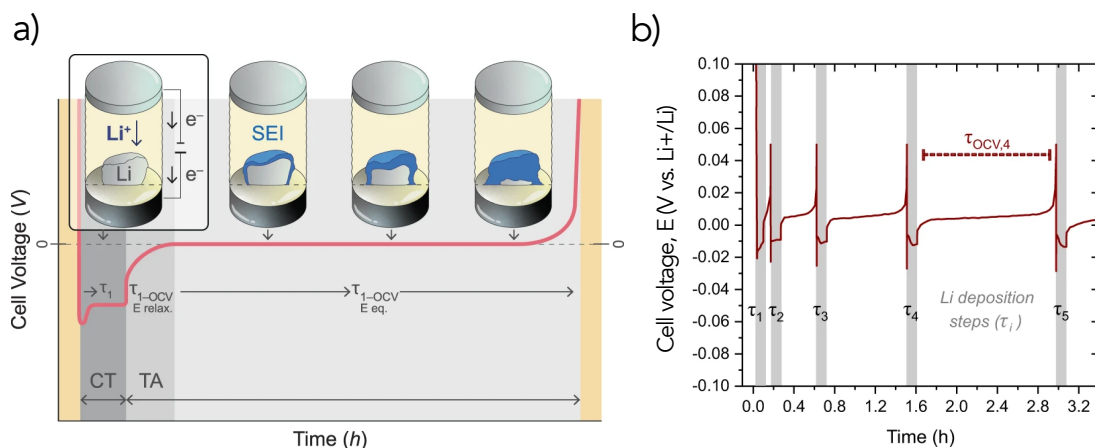 a)
Li⁺
e⁻
e⁻
Li
SEI
Cell Voltage (V)
0
0
τ₁
τ₁₋OCV
E relax.
τ₁₋OCV
E eq.
CT
TA
Time (h)
b)
Cell voltage, E (V vs. Li+/Li)
0.10
0.08
0.06
0.04
0.02
0.00
-0.02
-0.04
-0.06
-0.08
-0.10
τOCV,4
τ₁
τ₂
τ₃
τ₄
τ₅
Li deposition
steps (τᵢ)
0.0 0.4 0.8 1.2 1.6 2.0 2.4 2.8 3.2
Time (h)